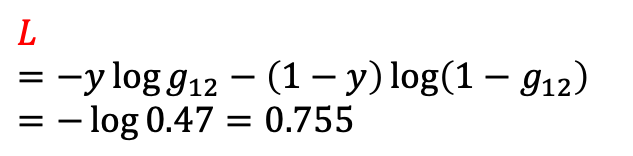 L
= −y log g₁₂ − (1 − y) log(1 − g₁₂)
= − log 0.47 = 0.755